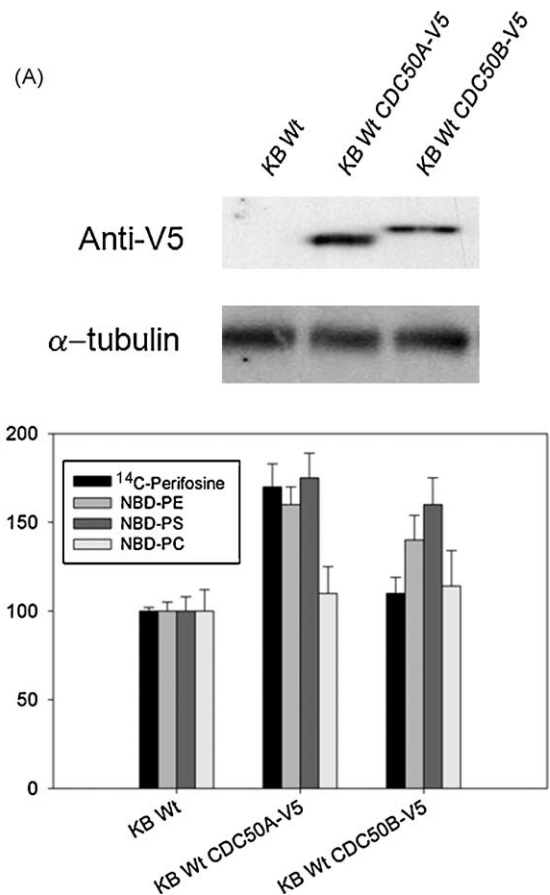 (A)
KB Wt
KB Wt CDC50A-V5
KB Wt CDC50B-V5
Anti-V5
α-tubulin
200
150
100
50
0
¹⁴C-Perifosine
NBD-PE
NBD-PS
NBD-PC
KB Wt
KB Wt CDC50A-V5
KB Wt CDC50B-V5